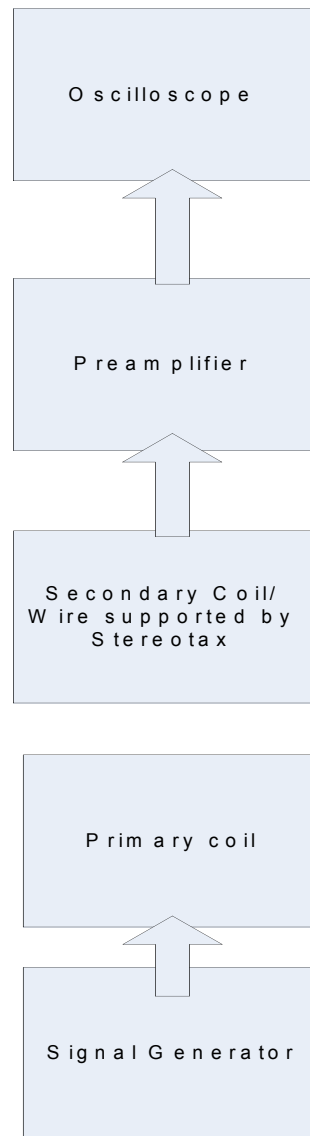 Oscilloscope
Preamplifier
Secondary Coil/
Wire supported by
Stereotax
Primary coil
Signal Generator